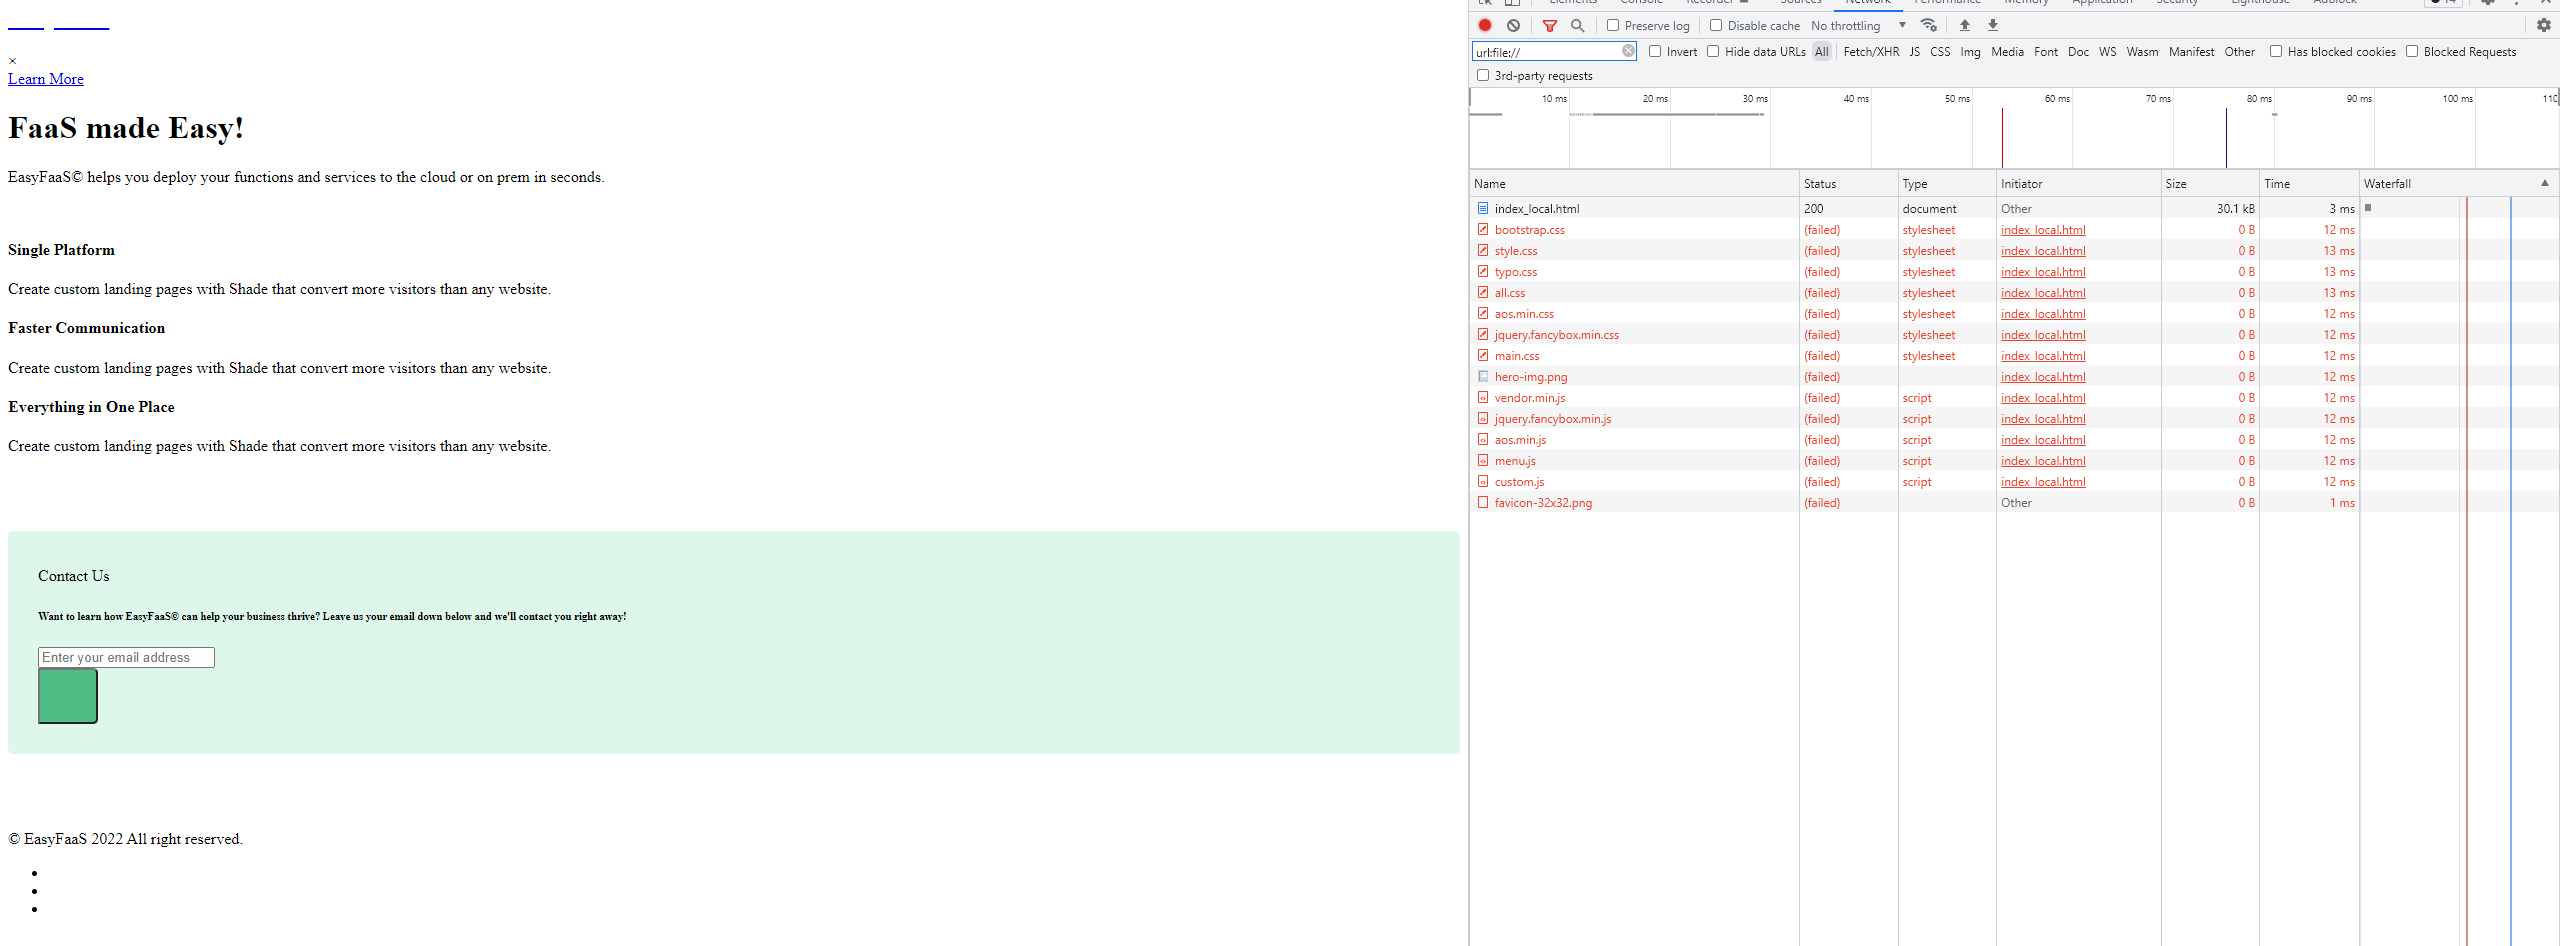 ×
Learn More
FaaS made Easy!
EasyFaaS© helps you deploy your functions and services to the cloud or on prem in seconds.
Single Platform
Create custom landing pages with Shade that convert more visitors than any website.
Faster Communication
Create custom landing pages with Shade that convert more visitors than any website.
Everything in One Place
Create custom landing pages with Shade that convert more visitors than any website.
Contact Us
Want to learn how EasyFaaS© can help your business thrive? Leave us your email down below and we'll contact you right away!
Enter your email address
© EasyFaaS 2022 All right reserved.
Elements Console Recorder Sources Network Performance Memory Application Security Lighthouse Adblock 14
Preserve log Disable cache No throttling
url:file:// Invert Hide data URLs All Fetch/XHR JS CSS Img Media Font Doc WS Wasm Manifest Other Has blocked cookies Blocked Requests
3rd-party requests
10 ms 20 ms 30 ms 40 ms 50 ms 60 ms 70 ms 80 ms 90 ms 100 ms 110
Name Status Type Initiator Size Time Waterfall
index_local.html 200 document Other 30.1 kB 3 ms
bootstrap.css (failed) stylesheet index_local.html 0 B 12 ms
style.css (failed) stylesheet index_local.html 0 B 13 ms
typo.css (failed) stylesheet index_local.html 0 B 13 ms
all.css (failed) stylesheet index_local.html 0 B 13 ms
aos.min.css (failed) stylesheet index_local.html 0 B 12 ms
jquery.fancybox.min.css (failed) stylesheet index_local.html 0 B 12 ms
main.css (failed) stylesheet index_local.html 0 B 12 ms
hero-img.png (failed) index_local.html 0 B 12 ms
vendor.min.js (failed) script index_local.html 0 B 12 ms
jquery.fancybox.min.js (failed) script index_local.html 0 B 12 ms
aos.min.js (failed) script index_local.html 0 B 12 ms
menu.js (failed) script index_local.html 0 B 12 ms
custom.js (failed) script index_local.html 0 B 12 ms
favicon-32x32.png (failed) Other 0 B 1 ms